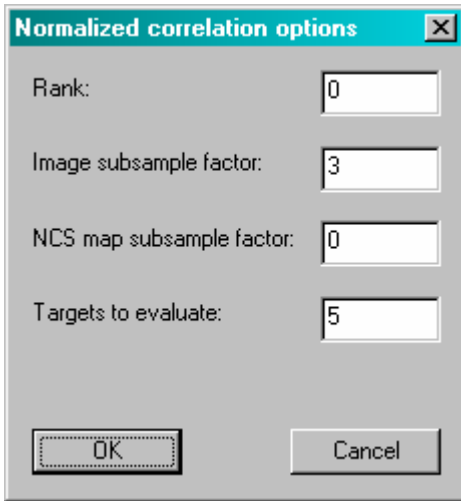 Normalized correlation options
Rank: 0
Image subsample factor: 3
NCS map subsample factor: 0
Targets to evaluate: 5
OK Cancel